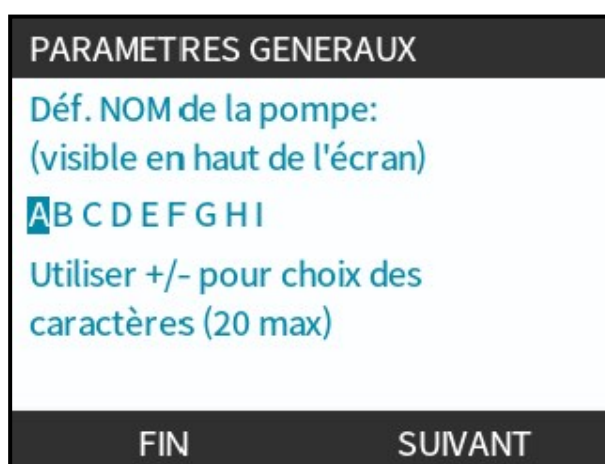 PARAMETRES GENERAUX
Déf. NOM de la pompe:
(visible en haut de l'écran)
A B C D E F G H I
Utiliser +/- pour choix des
caractères (20 max)
FIN SUIVANT